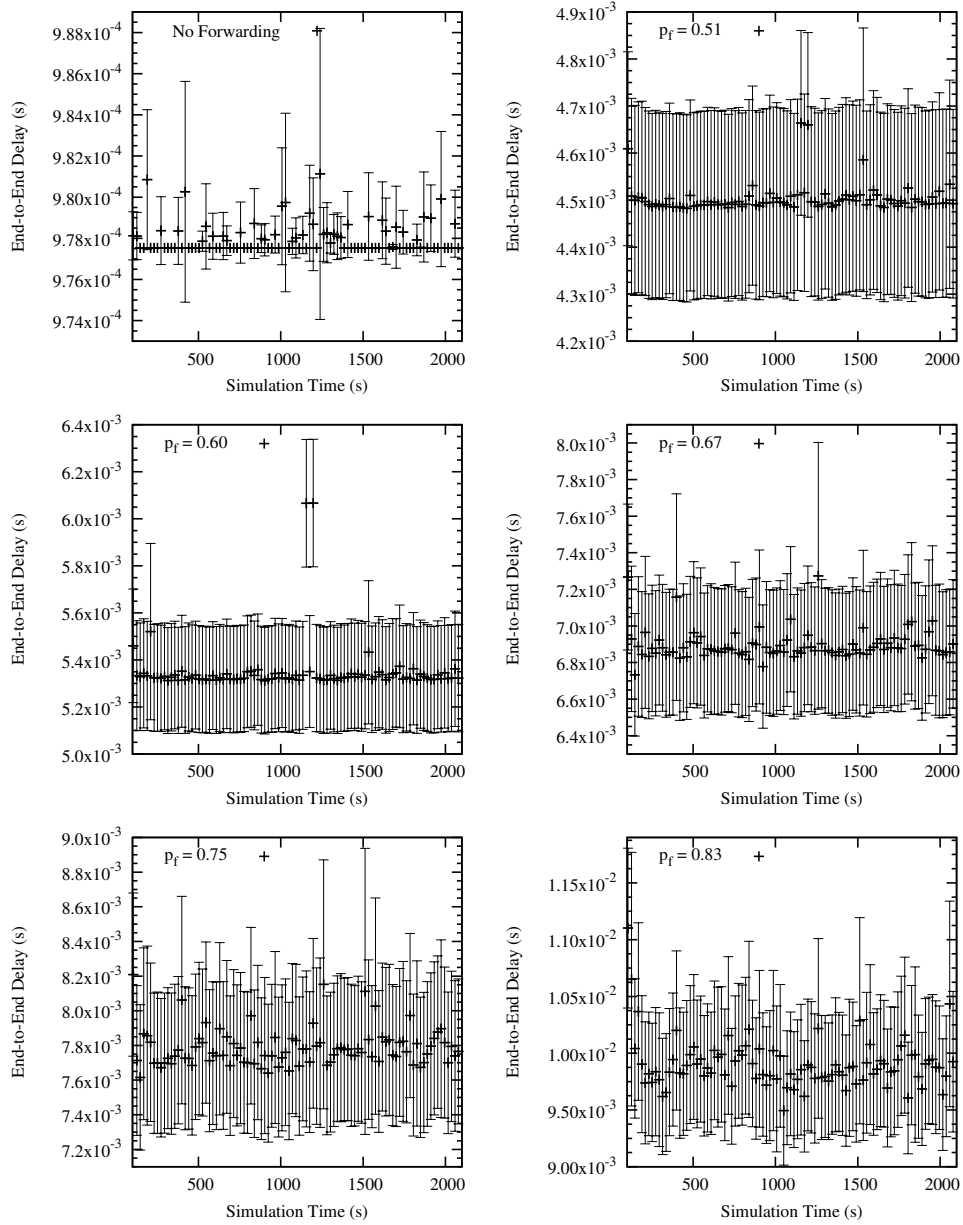 No Forwarding
9.88x10⁻⁴
9.86x10⁻⁴
9.84x10⁻⁴
9.82x10⁻⁴
9.80x10⁻⁴
9.78x10⁻⁴
9.76x10⁻⁴
9.74x10⁻⁴
End-to-End Delay (s)
500 1000 1500 2000
Simulation Time (s)
p_f = 0.51
4.9x10⁻³
4.8x10⁻³
4.7x10⁻³
4.6x10⁻³
4.5x10⁻³
4.4x10⁻³
4.3x10⁻³
4.2x10⁻³
End-to-End Delay (s)
500 1000 1500 2000
Simulation Time (s)
p_f = 0.60
6.4x10⁻³
6.2x10⁻³
6.0x10⁻³
5.8x10⁻³
5.6x10⁻³
5.4x10⁻³
5.2x10⁻³
5.0x10⁻³
End-to-End Delay (s)
500 1000 1500 2000
Simulation Time (s)
p_f = 0.67
8.0x10⁻³
7.8x10⁻³
7.6x10⁻³
7.4x10⁻³
7.2x10⁻³
7.0x10⁻³
6.8x10⁻³
6.6x10⁻³
6.4x10⁻³
End-to-End Delay (s)
500 1000 1500 2000
Simulation Time (s)
p_f = 0.75
9.0x10⁻³
8.8x10⁻³
8.6x10⁻³
8.4x10⁻³
8.2x10⁻³
8.0x10⁻³
7.8x10⁻³
7.6x10⁻³
7.4x10⁻³
7.2x10⁻³
End-to-End Delay (s)
500 1000 1500 2000
Simulation Time (s)
p_f = 0.83
1.15x10⁻²
1.10x10⁻²
1.05x10⁻²
1.00x10⁻²
9.50x10⁻³
9.00x10⁻³
End-to-End Delay (s)
500 1000 1500 2000
Simulation Time (s)